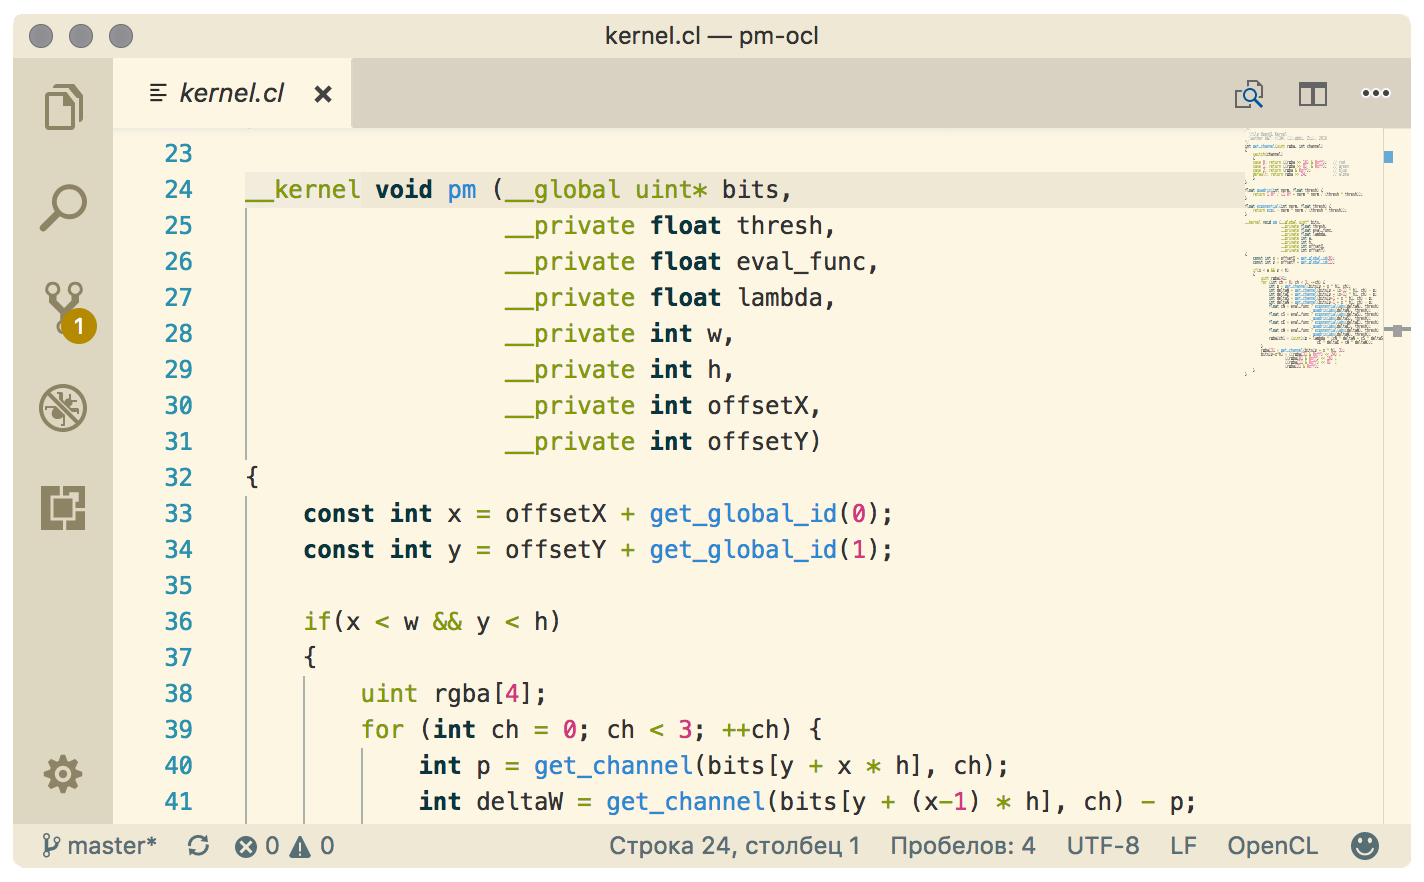 kernel.cl — pm-ocl
kernel.cl
23
24 __kernel void pm (__global uint* bits,
25 __private float thresh,
26 __private float eval_func,
27 __private float lambda,
28 __private int w,
29 __private int h,
30 __private int offsetX,
31 __private int offsetY)
32 {
33 const int x = offsetX + get_global_id(0);
34 const int y = offsetY + get_global_id(1);
35
36 if(x < w && y < h)
37 {
38 uint rgba[4];
39 for (int ch = 0; ch < 3; ++ch) {
40 int p = get_channel(bits[y + x * h], ch);
41 int deltaW = get_channel(bits[y + (x-1) * h], ch) - p;
1
master* 0 0 Строка 24, столбец 1 Пробелов: 4 UTF-8 LF OpenCL